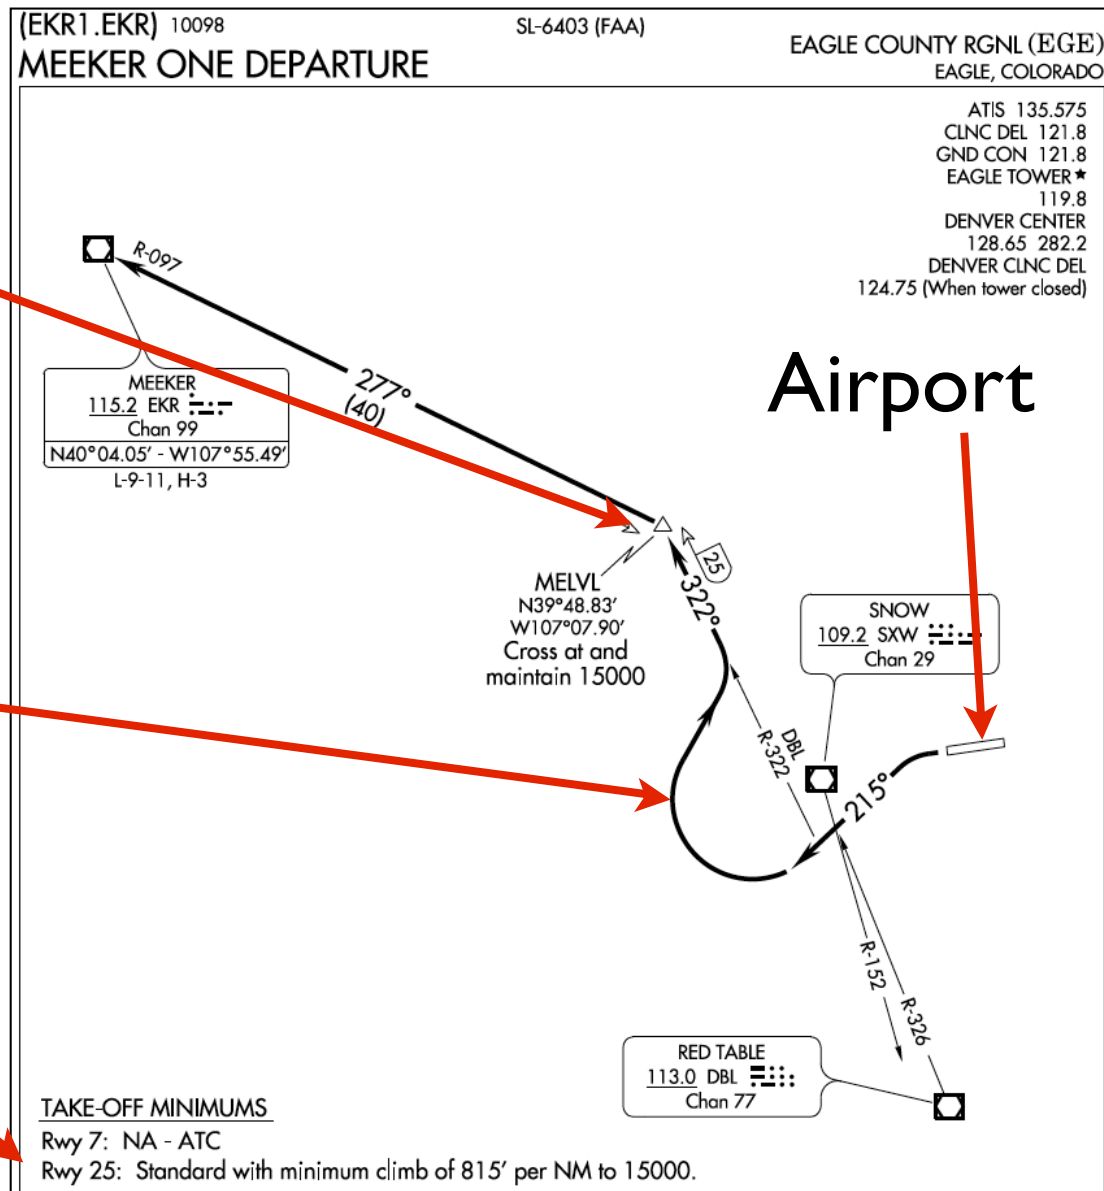 (EKR1.EKR) 10098
SL-6403 (FAA)
EAGLE COUNTY RGNL (EGE)
MEEKER ONE DEPARTURE
EAGLE, COLORADO
ATIS 135.575
CLNC DEL 121.8
GND CON 121.8
EAGLE TOWER★
119.8
DENVER CENTER
128.65 282.2
DENVER CLNC DEL
124.75 (When tower closed)
R-097
277°
(40)
MEEKER
115.2 EKR
Chan 99
N40°04.05′ - W107°55.49′
L-9-11, H-3
Airport
25
322°
MELVL
N39°48.83′
W107°07.90′
Cross at and
maintain 15000
SNOW
109.2 SXW
Chan 29
DBL
R-322
215°
R-152
R-326
RED TABLE
113.0 DBL
Chan 77
TAKE-OFF MINIMUMS
Rwy 7: NA - ATC
Rwy 25: Standard with minimum climb of 815′ per NM to 15000.